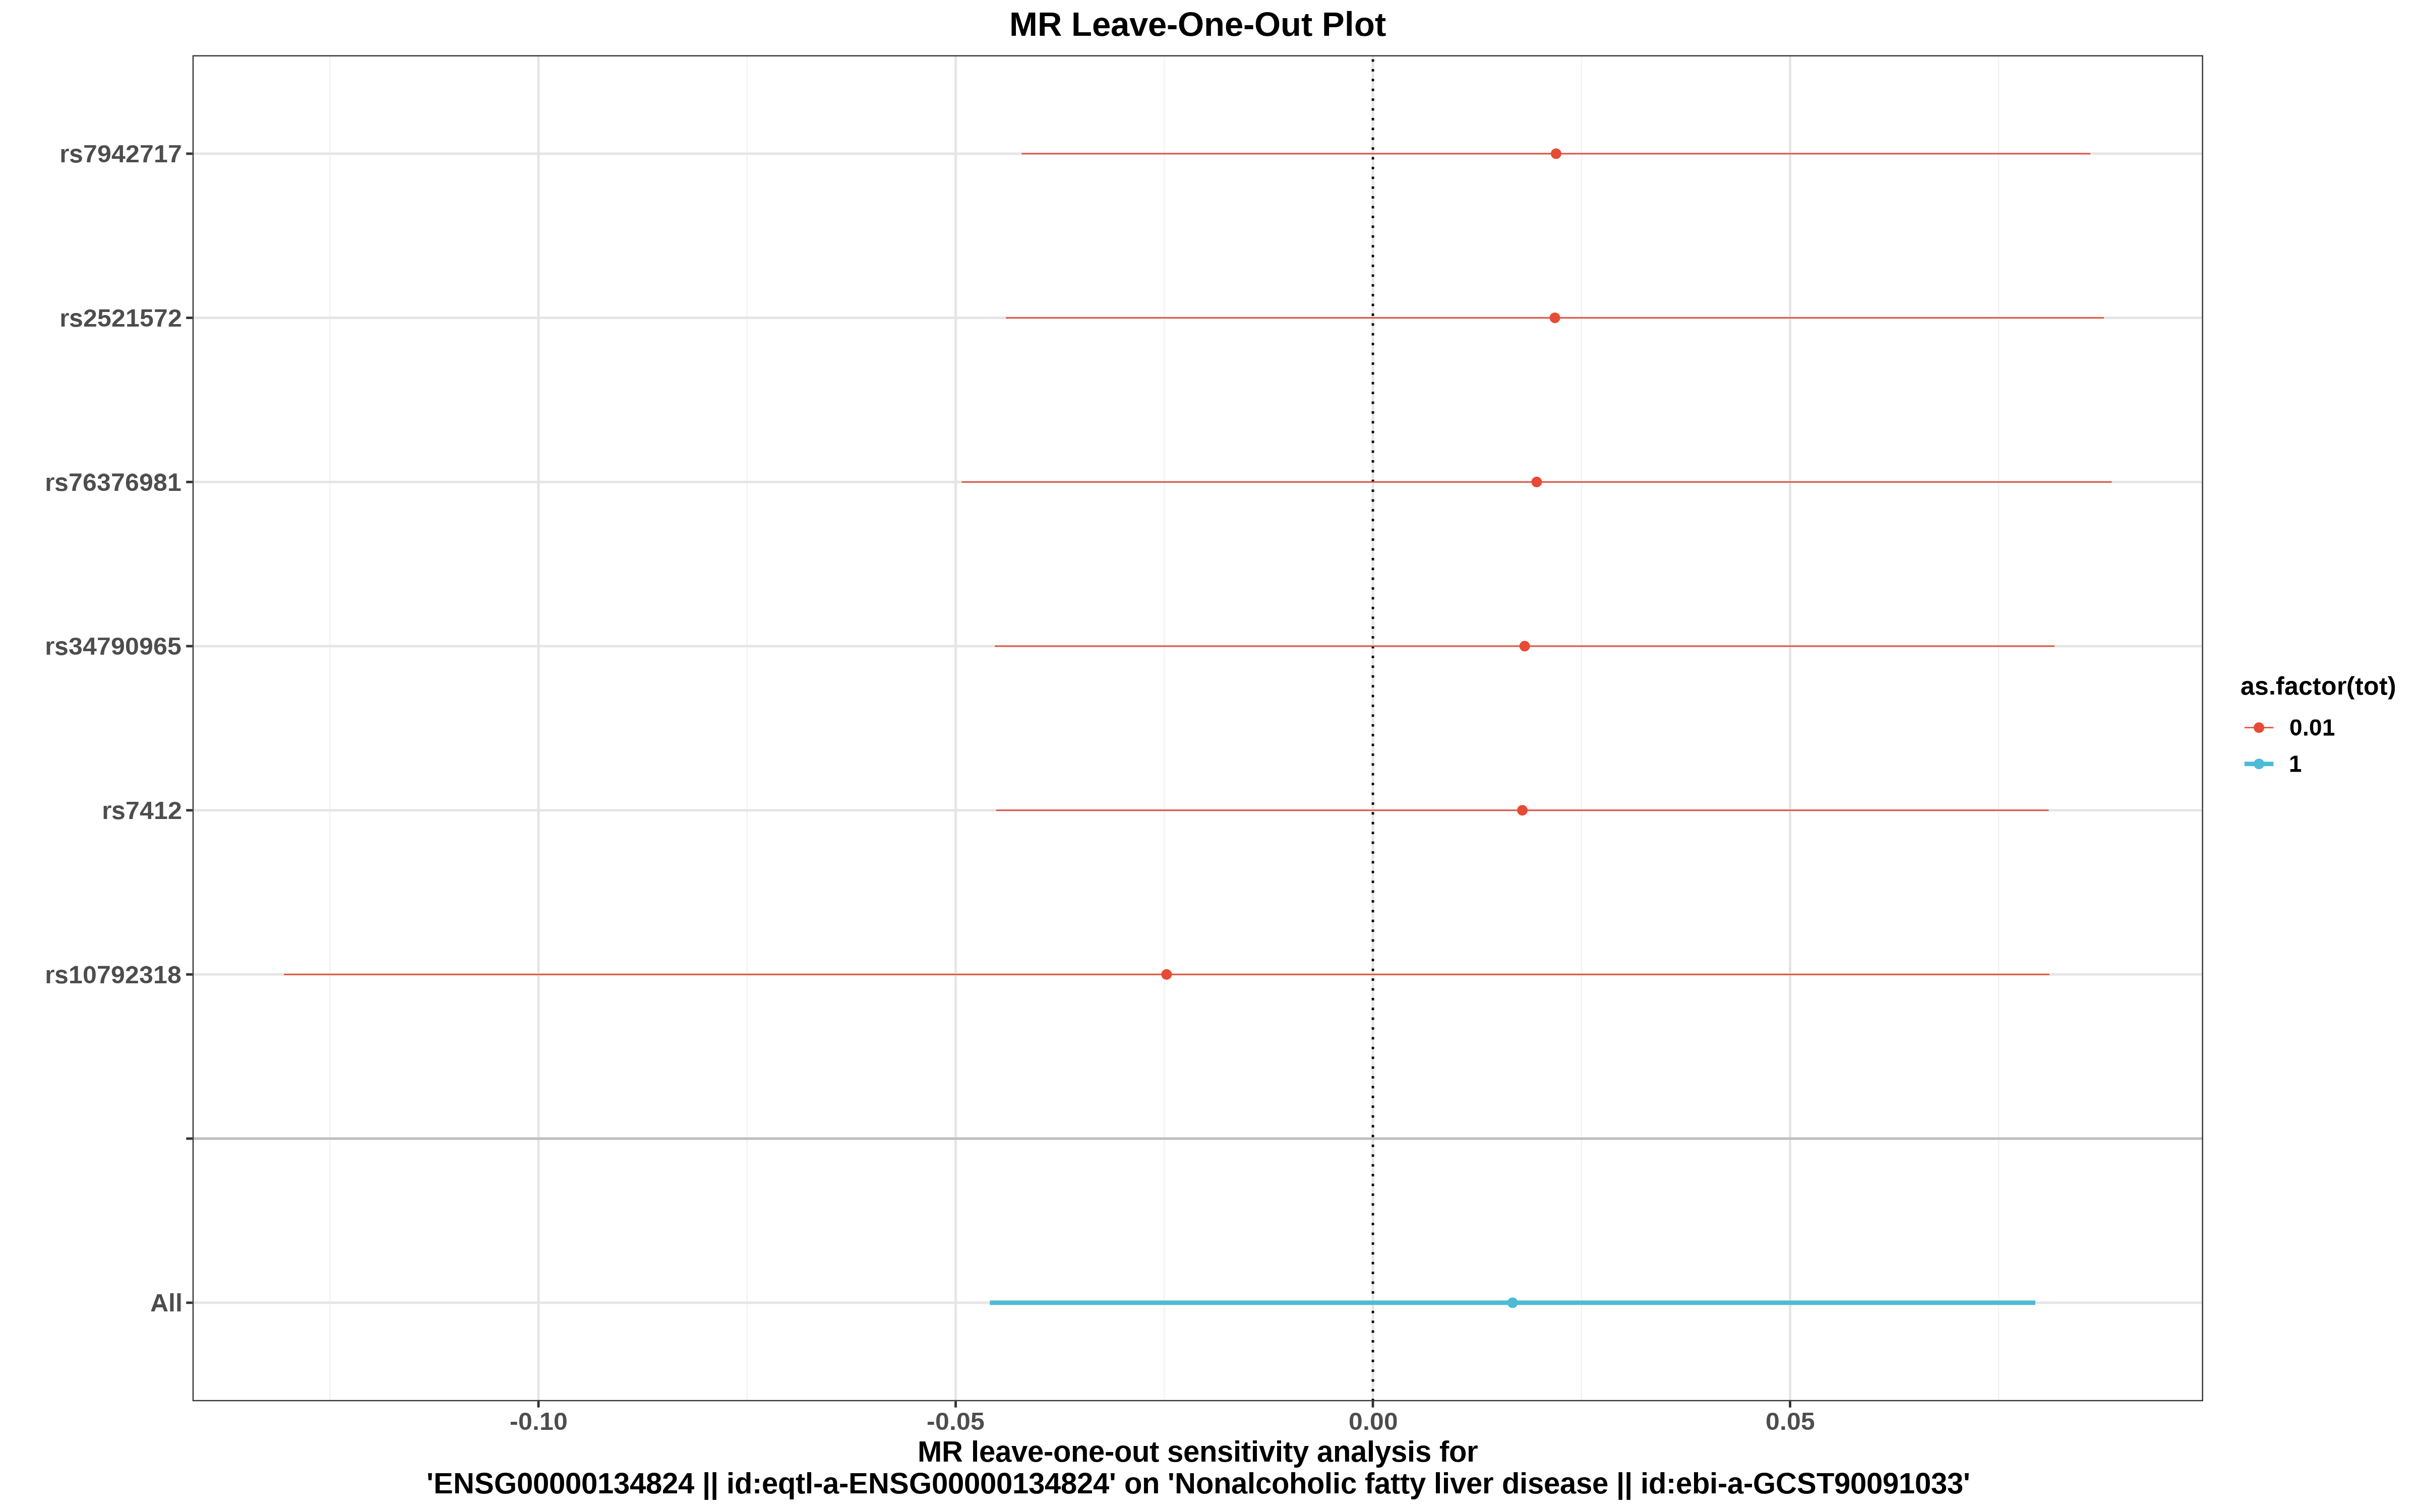 MR Leave-One-Out Plot
rs7942717
rs2521572
rs76376981
rs34790965
rs7412
rs10792318
All
-0.10
-0.05
0.00
0.05
MR leave-one-out sensitivity analysis for
'ENSG00000134824 || id:eqtl-a-ENSG00000134824' on 'Nonalcoholic fatty liver disease || id:ebi-a-GCST90091033'
as.factor(tot)
0.01
1